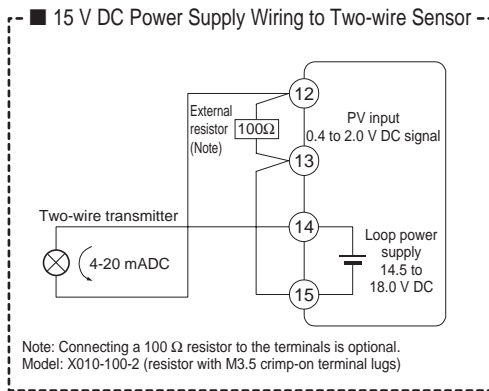 ■ 15 V DC Power Supply Wiring to Two-wire Sensor
12
External
resistor
(Note)
100Ω
PV input
0.4 to 2.0 V DC signal
13
Two-wire transmitter
14
4-20 mADC
Loop power
supply
14.5 to
18.0 V DC
15
Note: Connecting a 100 Ω resistor to the terminals is optional.
Model: X010-100-2 (resistor with M3.5 crimp-on terminal lugs)